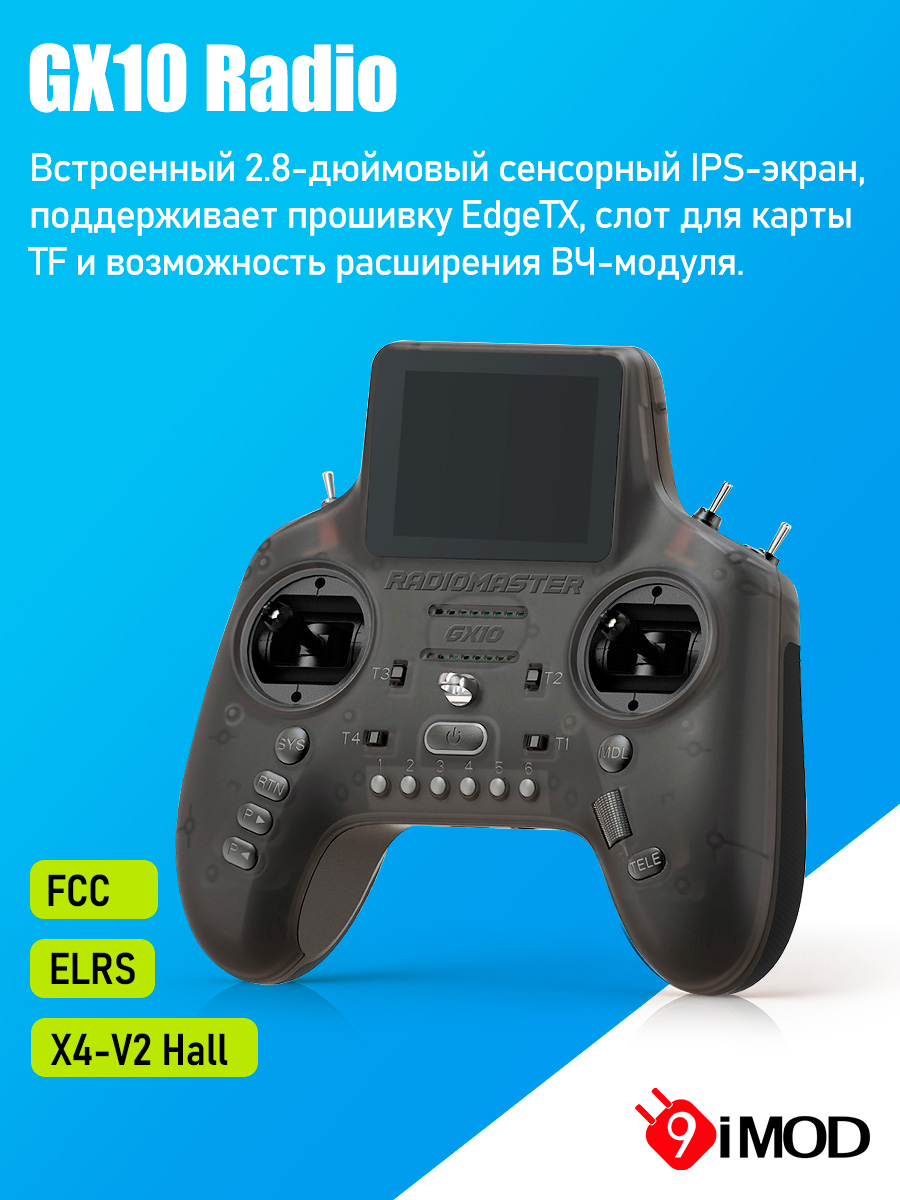 GX10 Radio
Встроенный 2.8-дюймовый сенсорный IPS-экран,
поддерживает прошивку EdgeTX, слот для карты
TF и возможность расширения ВЧ-модуля.
RADIOMASTER
GX10
T3
T2
T4
T1
SYS
MDL
1 2 3 4 5 6
RTN
P
P
TELE
FCC
ELRS
X4-V2 Hall
9iMOD